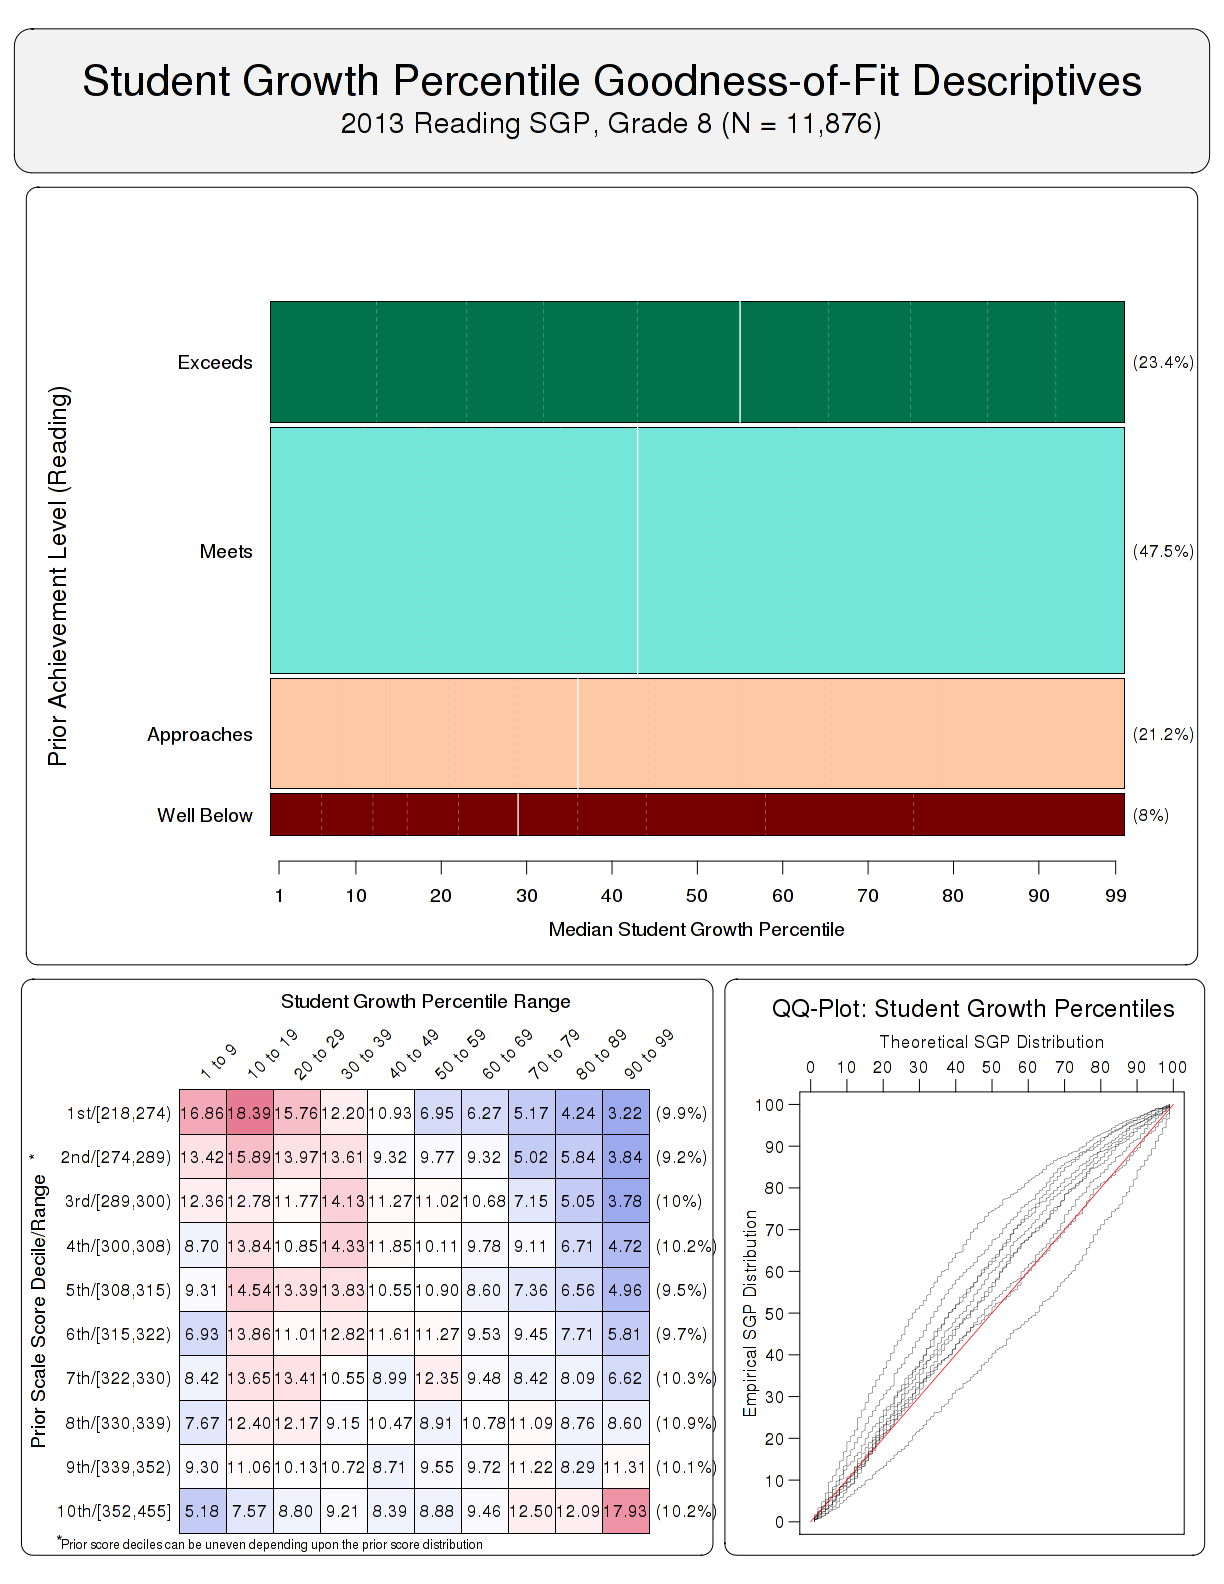 Student Growth Percentile Goodness-of-Fit Descriptives
2013 Reading SGP, Grade 8 (N = 11,876)
Prior Achievement Level (Reading)
Exceeds (23.4%)
Meets (47.5%)
Approaches (21.2%)
Well Below (8%)
1 10 20 30 40 50 60 70 80 90 99
Median Student Growth Percentile
Student Growth Percentile Range
1 to 9 10 to 19 20 to 29 30 to 39 40 to 49 50 to 59 60 to 69 70 to 79 80 to 89 90 to 99
Prior Scale Score Decile/Range *
1st/[218,274) 16.86 18.39 15.76 12.20 10.93 6.95 6.27 5.17 4.24 3.22 (9.9%)
2nd/[274,289) 13.42 15.89 13.97 13.61 9.32 9.77 9.32 5.02 5.84 3.84 (9.2%)
3rd/[289,300) 12.36 12.78 11.77 14.13 11.27 11.02 10.68 7.15 5.05 3.78 (10%)
4th/[300,308) 8.70 13.84 10.85 14.33 11.85 10.11 9.78 9.11 6.71 4.72 (10.2%)
5th/[308,315) 9.31 14.54 13.39 13.83 10.55 10.90 8.60 7.36 6.56 4.96 (9.5%)
6th/[315,322) 6.93 13.86 11.01 12.82 11.61 11.27 9.53 9.45 7.71 5.81 (9.7%)
7th/[322,330) 8.42 13.65 13.41 10.55 8.99 12.35 9.48 8.42 8.09 6.62 (10.3%)
8th/[330,339) 7.67 12.40 12.17 9.15 10.47 8.91 10.78 11.09 8.76 8.60 (10.9%)
9th/[339,352) 9.30 11.06 10.13 10.72 8.71 9.55 9.72 11.22 8.29 11.31 (10.1%)
10th/[352,455] 5.18 7.57 8.80 9.21 8.39 8.88 9.46 12.50 12.09 17.93 (10.2%)
*Prior score deciles can be uneven depending upon the prior score distribution
QQ-Plot: Student Growth Percentiles
Theoretical SGP Distribution
0 10 20 30 40 50 60 70 80 90 100
Empirical SGP Distribution
100
90
80
70
60
50
40
30
20
10
0